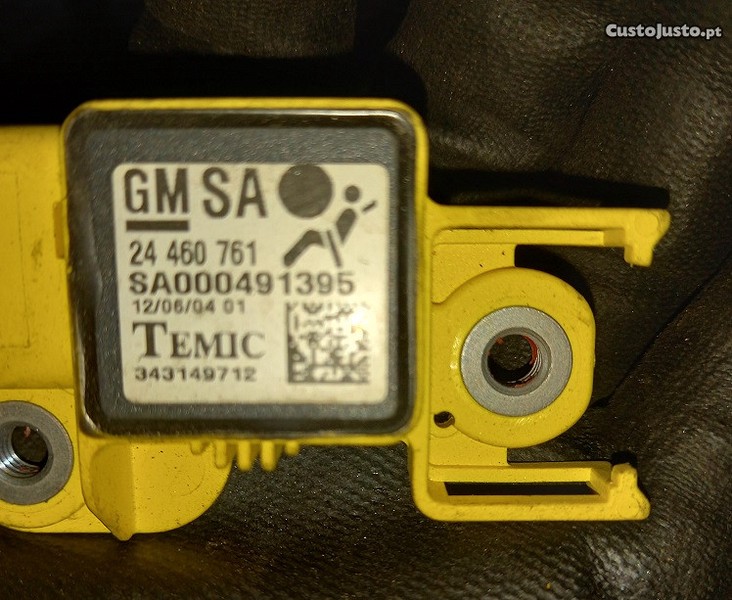 CustoJusto.pt
GM SA
24 460 761
SA000491395
12/06/04 01
TEMIC
343149712